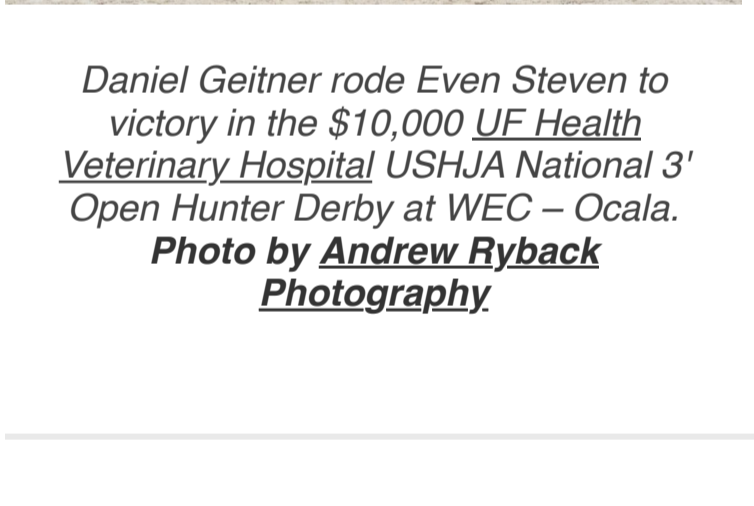 Daniel Geitner rode Even Steven to
victory in the $10,000 UF Health
Veterinary Hospital USHJA National 3'
Open Hunter Derby at WEC – Ocala.
Photo by Andrew Ryback
Photography